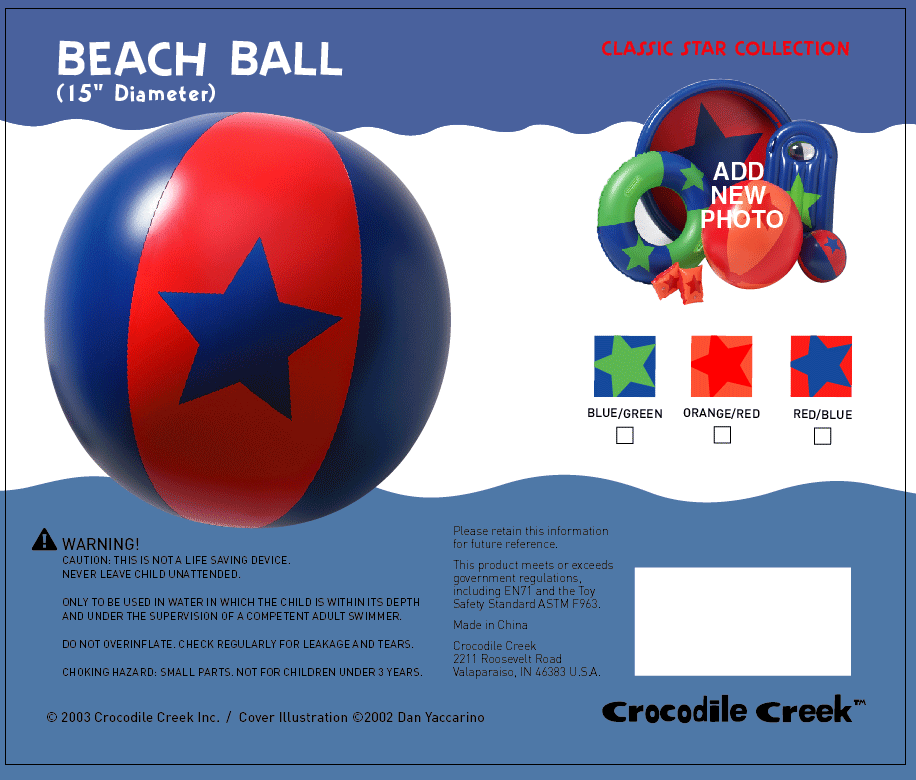 BEACH BALL
(15" Diameter)
CLASSIC STAR COLLECTION
ADD
NEW
PHOTO
BLUE/GREEN
ORANGE/RED
RED/BLUE
WARNING!
CAUTION: THIS IS NOT A LIFE SAVING DEVICE.
NEVER LEAVE CHILD UNATTENDED.
ONLY TO BE USED IN WATER IN WHICH THE CHILD IS WITHIN ITS DEPTH
AND UNDER THE SUPERVISION OF A COMPETENT ADULT SWIMMER.
DO NOT OVERINFLATE. CHECK REGULARLY FOR LEAKAGE AND TEARS.
CHOKING HAZARD: SMALL PARTS. NOT FOR CHILDREN UNDER 3 YEARS.
Please retain this information
for future reference.
This product meets or exceeds
government regulations,
including EN71 and the Toy
Safety Standard ASTM F963.
Made in China
Crocodile Creek
2211 Roosevelt Road
Valaparaiso, IN 46383 U.S.A.
© 2003 Crocodile Creek Inc. / Cover Illustration ©2002 Dan Yaccarino
Crocodile Creek™